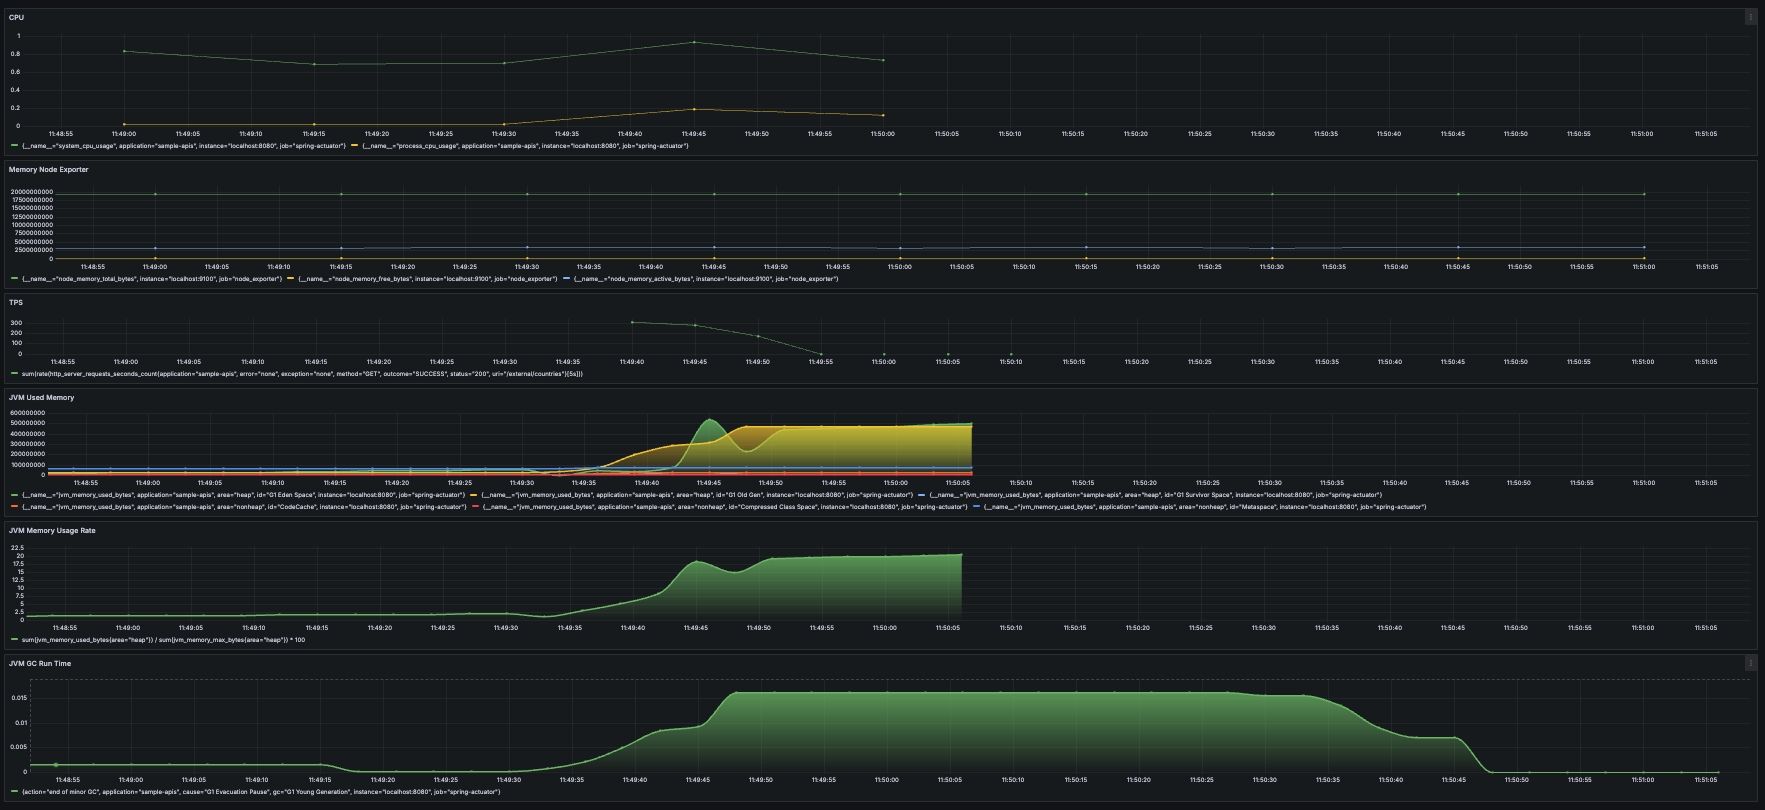 CPU
1
0.8
0.6
0.4
0.2
0
11:48:55 11:49:00 11:49:05 11:49:10 11:49:15 11:49:20 11:49:25 11:49:30 11:49:35 11:49:40 11:49:45 11:49:50 11:49:55 11:50:00 11:50:05 11:50:10 11:50:15 11:50:20 11:50:25 11:50:30 11:50:35 11:50:40 11:50:45 11:50:50 11:50:55 11:51:00 11:51:05
{__name__="system_cpu_usage", application="sample-apis", instance="localhost:8080", job="spring-actuator"} {__name__="process_cpu_usage", application="sample-apis", instance="localhost:8080", job="spring-actuator"}
Memory Node Exporter
20000000000
17500000000
15000000000
12500000000
10000000000
7500000000
5000000000
2500000000
0
11:48:55 11:49:00 11:49:05 11:49:10 11:49:15 11:49:20 11:49:25 11:49:30 11:49:35 11:49:40 11:49:45 11:49:50 11:49:55 11:50:00 11:50:05 11:50:10 11:50:15 11:50:20 11:50:25 11:50:30 11:50:35 11:50:40 11:50:45 11:50:50 11:50:55 11:51:00 11:51:05
{__name__="node_memory_total_bytes", instance="localhost:9100", job="node_exporter"} {__name__="node_memory_free_bytes", instance="localhost:9100", job="node_exporter"} {__name__="node_memory_active_bytes", instance="localhost:9100", job="node_exporter"}
TPS
300
200
100
0
11:48:55 11:49:00 11:49:05 11:49:10 11:49:15 11:49:20 11:49:25 11:49:30 11:49:35 11:49:40 11:49:45 11:49:50 11:49:55 11:50:00 11:50:05 11:50:10 11:50:15 11:50:20 11:50:25 11:50:30 11:50:35 11:50:40 11:50:45 11:50:50 11:50:55 11:51:00 11:51:05
sum(rate(http_server_requests_seconds_count{application="sample-apis", error="none", exception="none", method="GET", outcome="SUCCESS", status="200", uri="/external/countries"}[5s]))
JVM Used Memory
600000000
500000000
400000000
300000000
200000000
100000000
0
11:48:55 11:49:00 11:49:05 11:49:10 11:49:15 11:49:20 11:49:25 11:49:30 11:49:35 11:49:40 11:49:45 11:49:50 11:49:55 11:50:00 11:50:05 11:50:10 11:50:15 11:50:20 11:50:25 11:50:30 11:50:35 11:50:40 11:50:45 11:50:50 11:50:55 11:51:00 11:51:05
{__name__="jvm_memory_used_bytes", application="sample-apis", area="heap", id="G1 Eden Space", instance="localhost:8080", job="spring-actuator"} {__name__="jvm_memory_used_bytes", application="sample-apis", area="heap", id="G1 Old Gen", instance="localhost:8080", job="spring-actuator"} {__name__="jvm_memory_used_bytes", application="sample-apis", area="heap", id="G1 Survivor Space", instance="localhost:8080", job="spring-actuator"}
{__name__="jvm_memory_used_bytes", application="sample-apis", area="nonheap", id="CodeCache", instance="localhost:8080", job="spring-actuator"} {__name__="jvm_memory_used_bytes", application="sample-apis", area="nonheap", id="Compressed Class Space", instance="localhost:8080", job="spring-actuator"} {__name__="jvm_memory_used_bytes", application="sample-apis", area="nonheap", id="Metaspace", instance="localhost:8080", job="spring-actuator"}
JVM Memory Usage Rate
22.5
20
17.5
15
12.5
10
7.5
5
2.5
0
11:48:55 11:49:00 11:49:05 11:49:10 11:49:15 11:49:20 11:49:25 11:49:30 11:49:35 11:49:40 11:49:45 11:49:50 11:49:55 11:50:00 11:50:05 11:50:10 11:50:15 11:50:20 11:50:25 11:50:30 11:50:35 11:50:40 11:50:45 11:50:50 11:50:55 11:51:00 11:51:05
sum(jvm_memory_used_bytes{area="heap"}) / sum(jvm_memory_max_bytes{area="heap"}) * 100
JVM GC Run Time
0.015
0.01
0.005
0
11:48:55 11:49:00 11:49:05 11:49:10 11:49:15 11:49:20 11:49:25 11:49:30 11:49:35 11:49:40 11:49:45 11:49:50 11:49:55 11:50:00 11:50:05 11:50:10 11:50:15 11:50:20 11:50:25 11:50:30 11:50:35 11:50:40 11:50:45 11:50:50 11:50:55 11:51:00 11:51:05
{action="end of minor GC", application="sample-apis", cause="G1 Evacuation Pause", gc="G1 Young Generation", instance="localhost:8080", job="spring-actuator"}